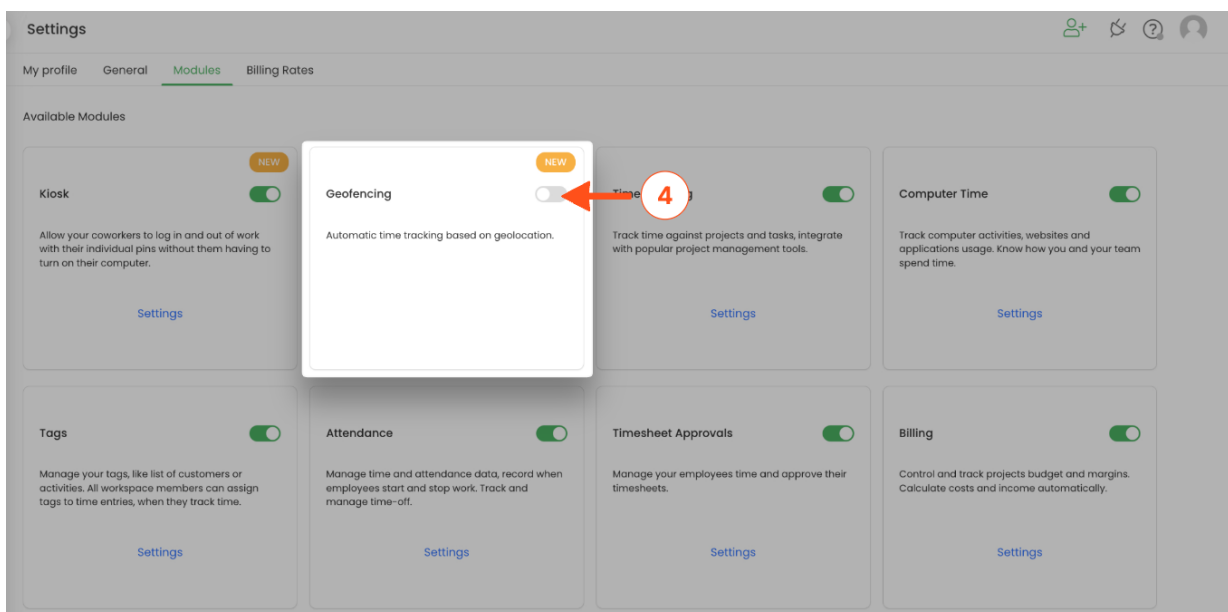 Settings
My profile General Modules Billing Rates
Available Modules
NEW
Kiosk
Allow your coworkers to log in and out of work
with their individual pins without them having to
turn on their computer.
Settings
NEW
Geofencing
Automatic time tracking based on geolocation.
4
Time
Track time against projects and tasks, integrate
with popular project management tools.
Settings
Computer Time
Track computer activities, websites and
applications usage. Know how you and your team
spend time.
Settings
Tags
Manage your tags, like list of customers or
activities. All workspace members can assign
tags to time entries, when they track time.
Settings
Attendance
Manage time and attendance data, record when
employees start and stop work. Track and
manage time-off.
Settings
Timesheet Approvals
Manage your employees time and approve their
timesheets.
Settings
Billing
Control and track projects budget and margins.
Calculate costs and income automatically.
Settings